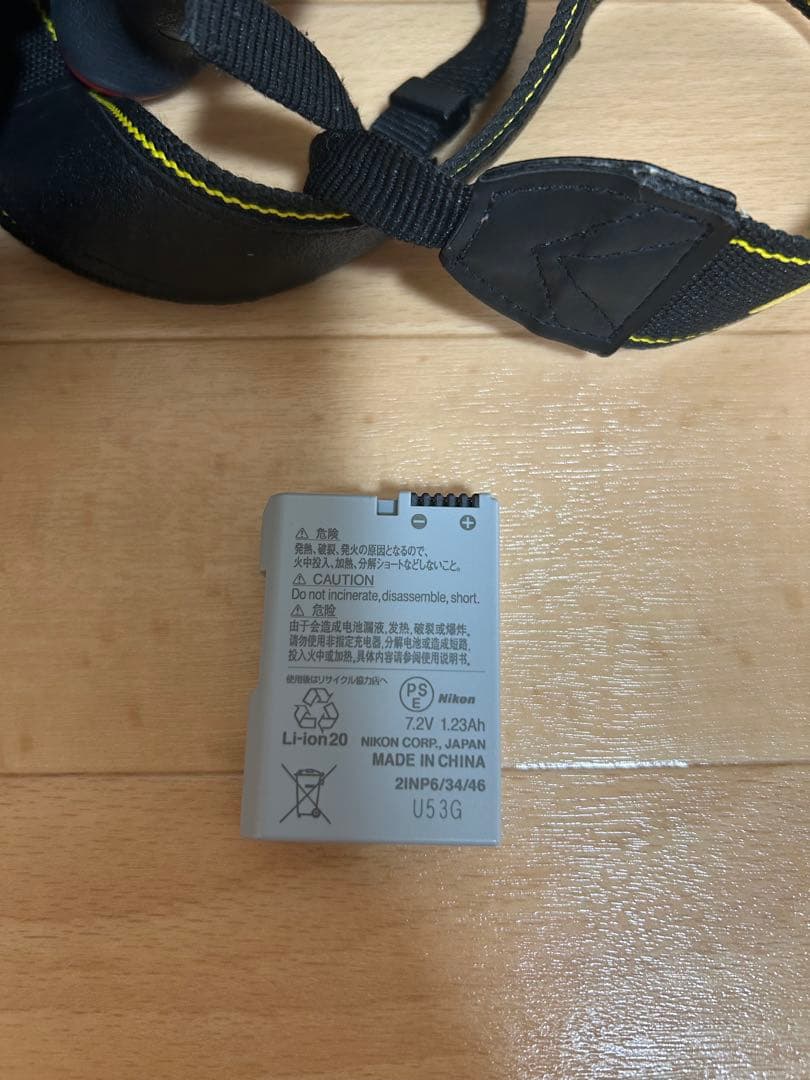 − +
⚠ 危険
発熱、破裂、発火の原因となるので、
火中投入、加熱、分解ショートなどしないこと。
⚠ CAUTION
Do not incinerate, disassemble, short.
⚠ 危险
由于会造成电池漏液,发热,破裂或爆炸,
请勿使用非指定充电器,分解电池或造成短路,
投入火中或加热。具体内容请参阅使用说明书。
使用後はリサイクル協力店へ
PS
E
Nikon
7.2V 1.23Ah
Li-ion20
NIKON CORP., JAPAN
MADE IN CHINA
2INP6/34/46
U53G